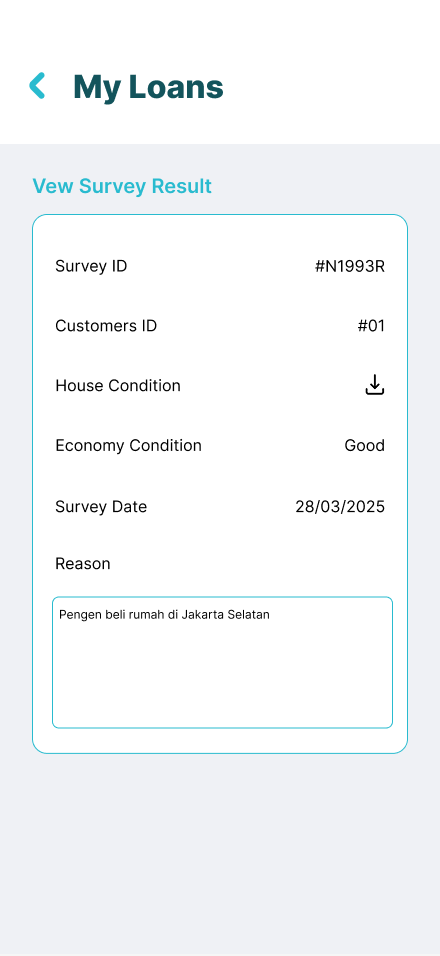 My Loans
Vew Survey Result
Survey ID #N1993R
Customers ID #01
House Condition
Economy Condition Good
Survey Date 28/03/2025
Reason
Pengen beli rumah di Jakarta Selatan